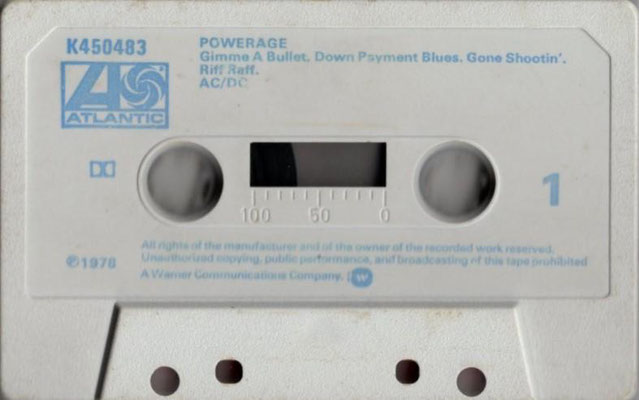 K450483
POWERAGE
Gimme A Bullet. Down Payment Blues. Gone Shootin'.
Riff Raff.
AC/DC
ATLANTIC
1
100 50 0
℗1978
All rights of the manufacturer and of the owner of the recorded work reserved.
Unauthorized copying, public performance, and broadcasting of this tape prohibited
A Warner Communications Company.